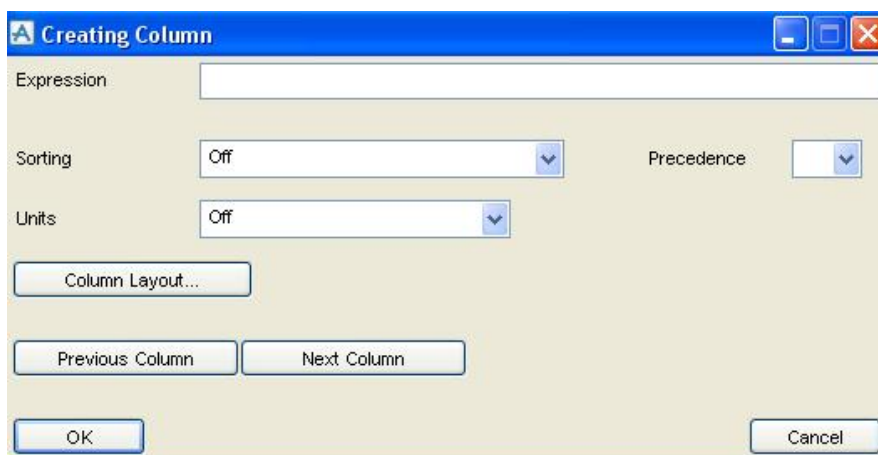 Creating Column
Expression
Sorting Off Precedence
Units Off
Column Layout...
Previous Column Next Column
OK Cancel